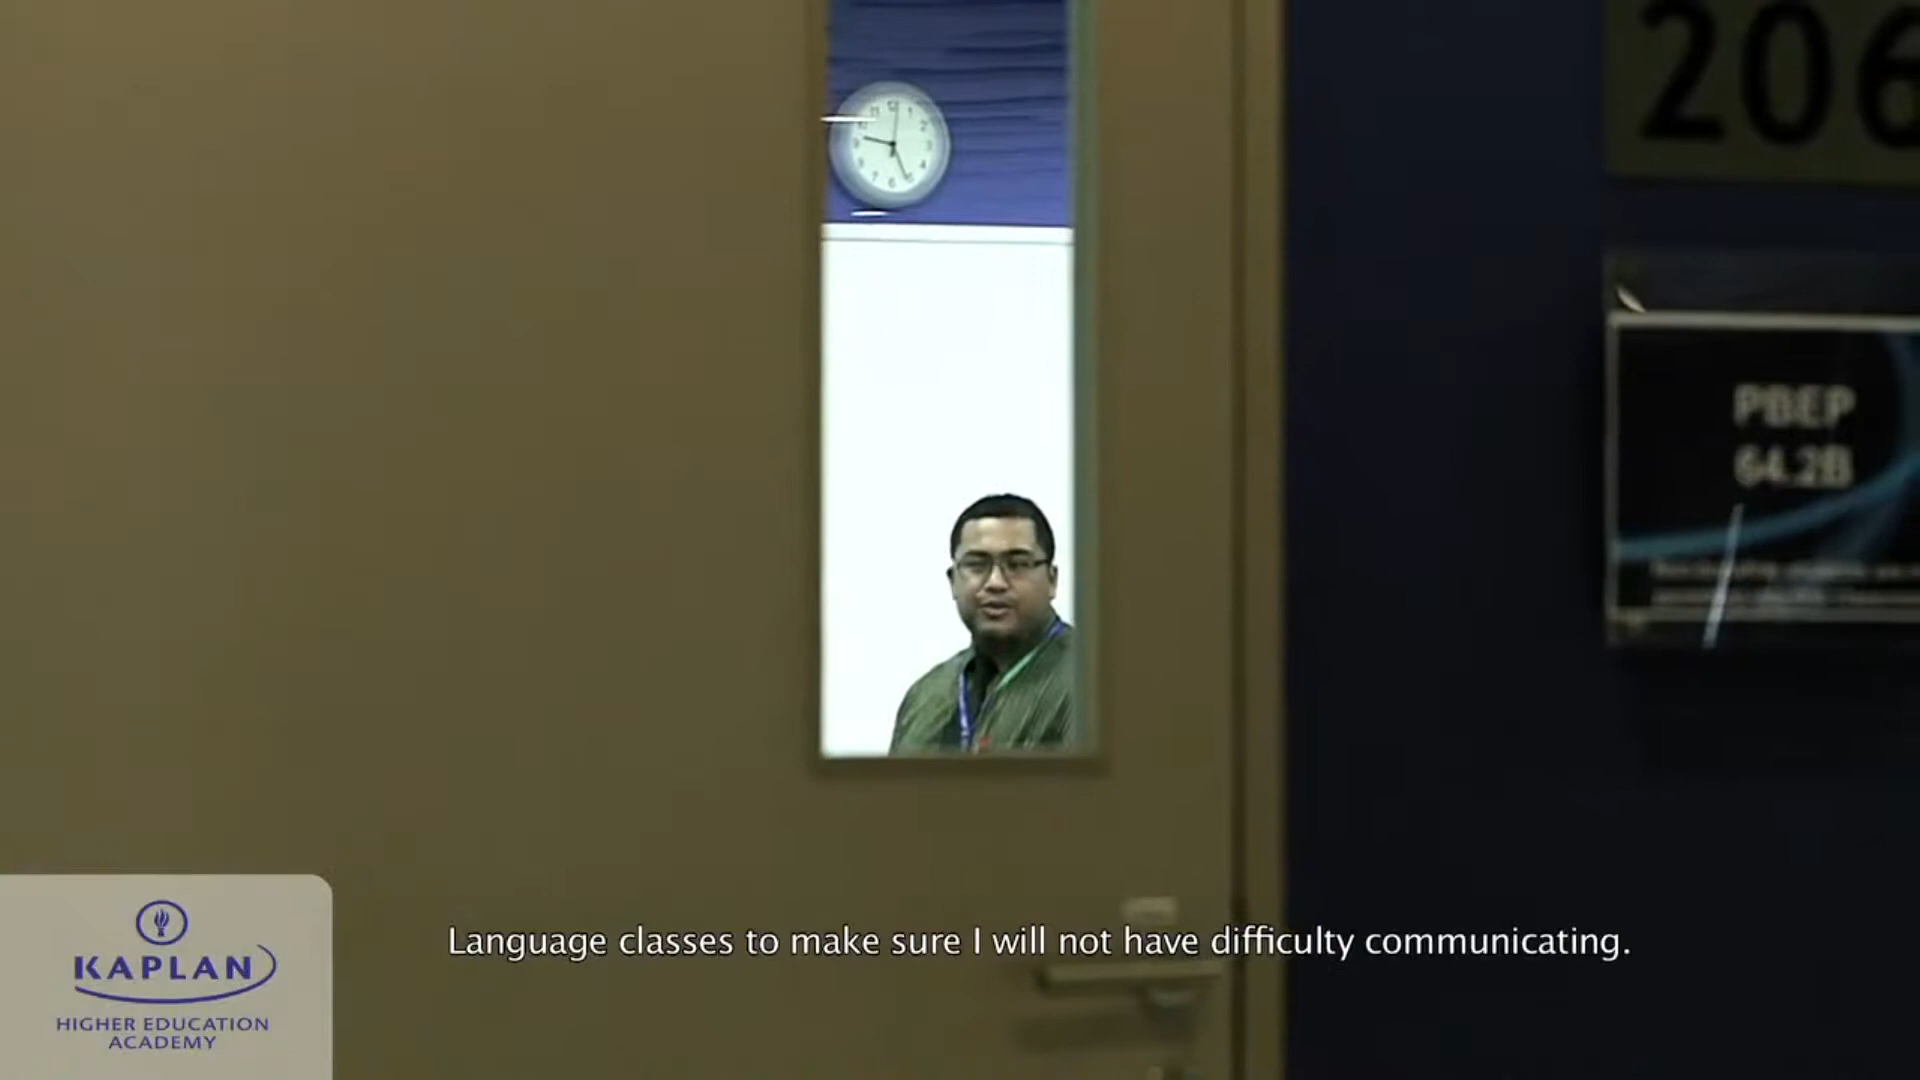 206
PBEP
64.2B
Language classes to make sure I will not have difficulty communicating.
KAPLAN
HIGHER EDUCATION
ACADEMY